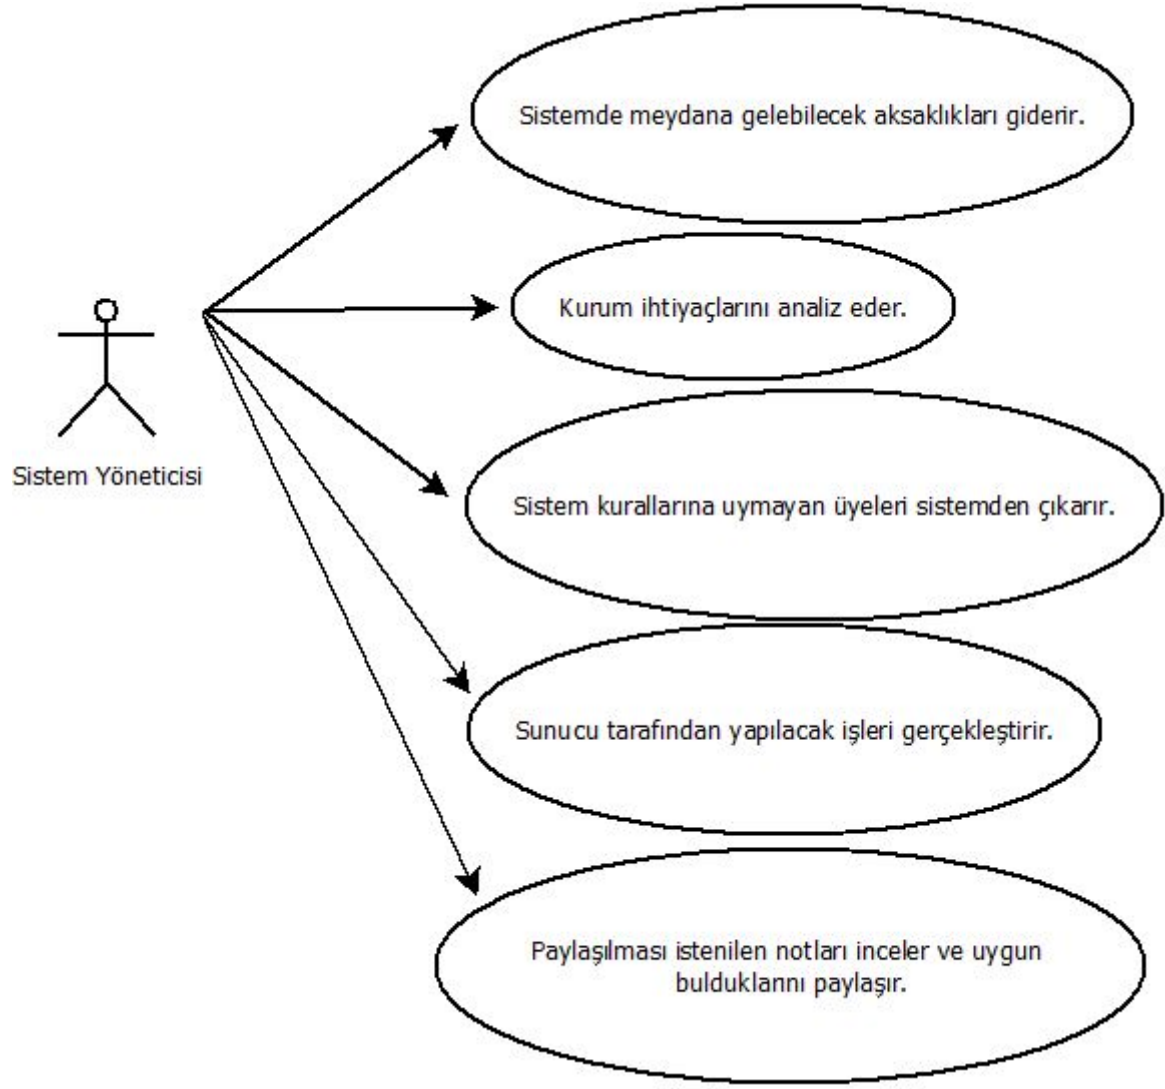 Sistemde meydana gelebilecek aksaklıkları giderir.
Kurum ihtiyaçlarını analiz eder.
Sistem Yöneticisi
Sistem kurallarına uymayan üyeleri sistemden çıkarır.
Sunucu tarafından yapılacak işleri gerçekleştirir.
Paylaşılması istenilen notları inceler ve uygun
bulduklarını paylaşır.